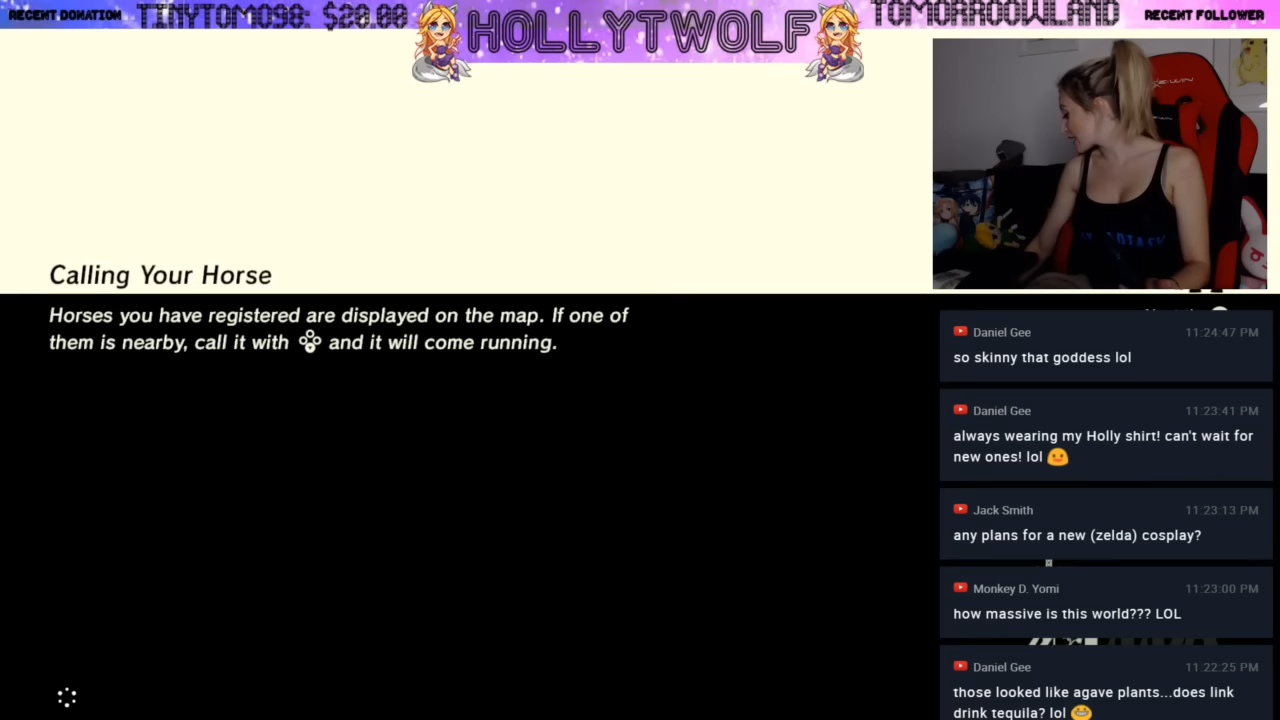 RECENT DONATION
TINYTOMO98: $20.00
HOLLYTWOLF
TOMORROOWLAND
RECENT FOLLOWER
Calling Your Horse
Horses you have registered are displayed on the map. If one of
them is nearby, call it with and it will come running.
Daniel Gee 11:24:47 PM
so skinny that goddess lol
Daniel Gee 11:23:41 PM
always wearing my Holly shirt! can't wait for
new ones! lol
Jack Smith 11:23:13 PM
any plans for a new (zelda) cosplay?
Monkey D. Yomi 11:23:00 PM
how massive is this world??? LOL
Daniel Gee 11:22:25 PM
those looked like agave plants...does link
drink tequila? lol